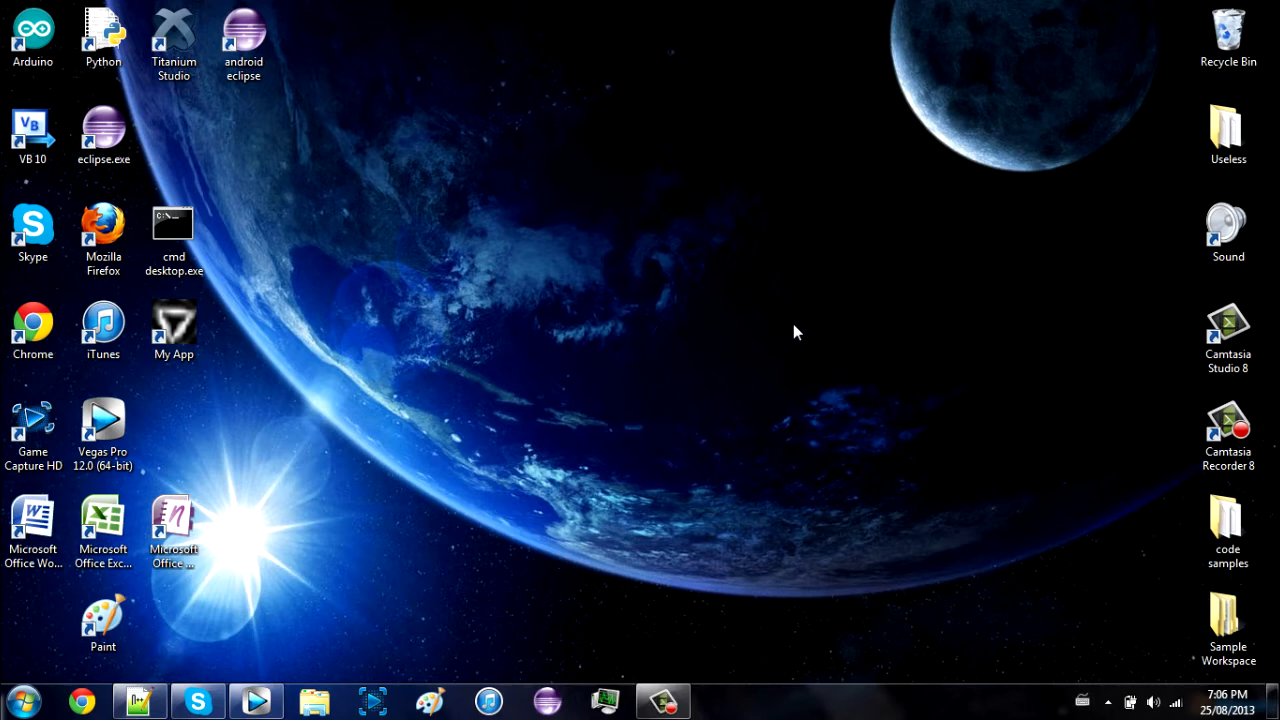 Arduino
Python
Titanium
Studio
android
eclipse
Recycle Bin
VB
VB 10
eclipse.exe
Useless
C:\_
S
Skype
Mozilla
Firefox
cmd
desktop.exe
Sound
Chrome
iTunes
My App
Camtasia
Studio 8
Game
Capture HD
Vegas Pro
12.0 (64-bit)
Camtasia
Recorder 8
Microsoft
Office Wo...
Microsoft
Office Exc...
Microsoft
Office ...
code
samples
Paint
Sample
Workspace
7:06 PM
25/08/2013